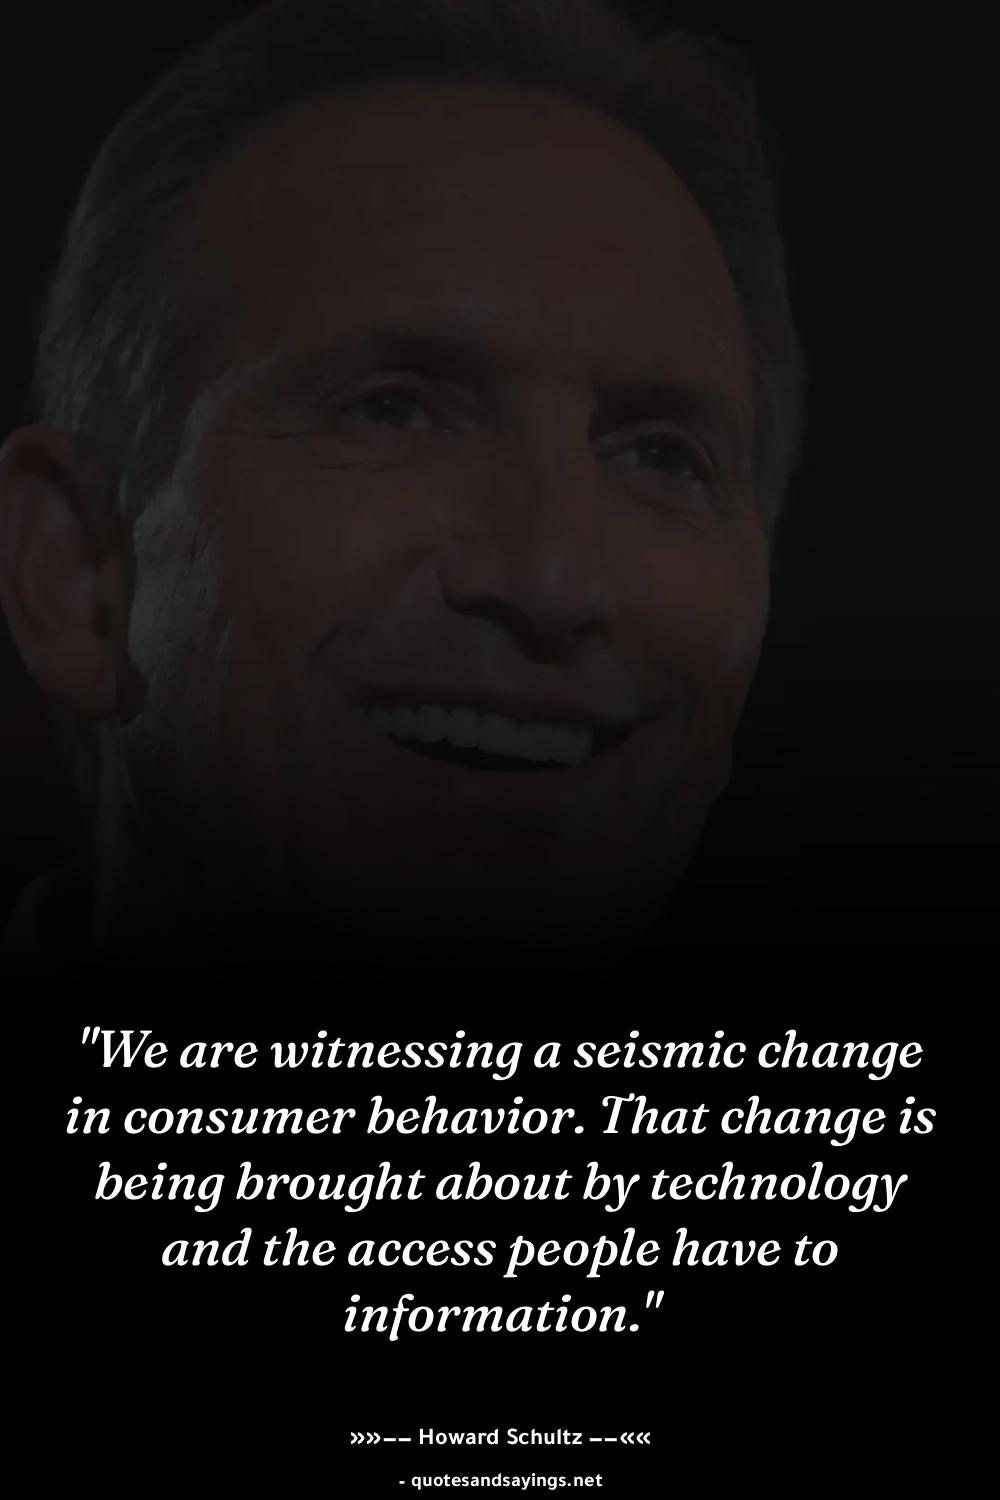 "We are witnessing a seismic change
in consumer behavior. That change is
being brought about by technology
and the access people have to
information."
»»−− Howard Schultz −−««
- quotesandsayings.net